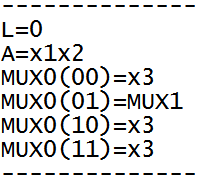 --------------
L=0
A=x1x2
MUX0(00)=x3
MUX0(01)=MUX1
MUX0(10)=x3
MUX0(11)=x3
--------------